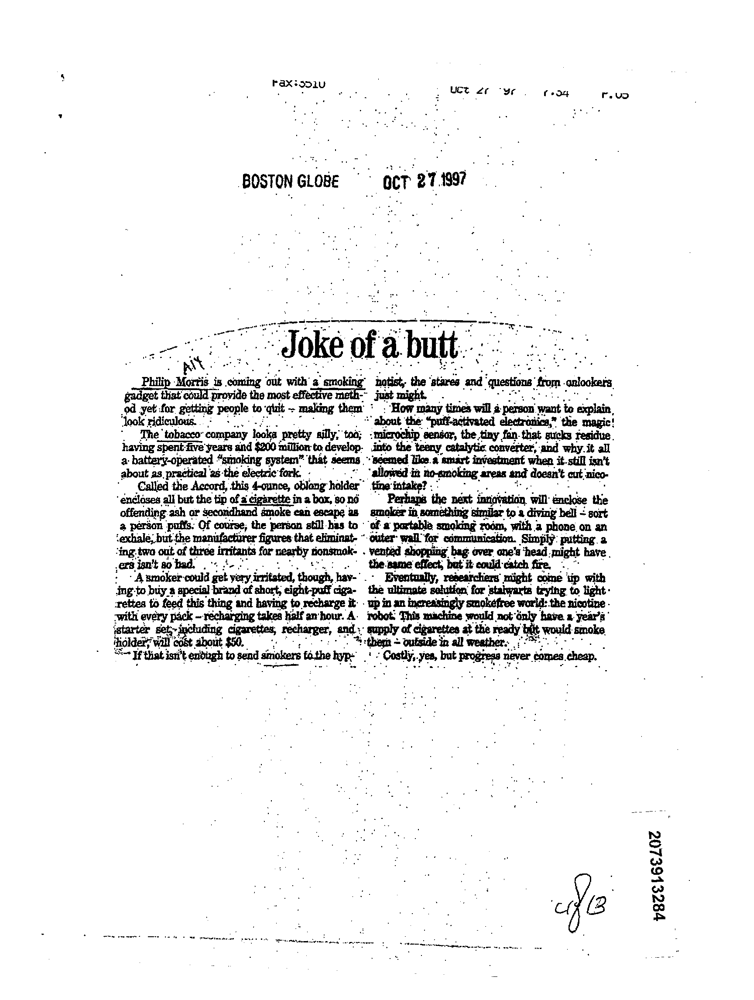 Fax:5510 Oct 27 '97 7:54 P.05
BOSTON GLOBE OCT 27 1997
Joke of a butt
Philip Morris is coming out with a smoking
gadget that could provide the most effective meth-
od yet for getting people to quit – making them
look ridiculous.
The tobacco company looks pretty silly, too,
having spent five years and $200 million to develop
a battery-operated "smoking system" that seems
about as practical as the electric fork.
Called the Accord, this 4-ounce, oblong holder
encloses all but the tip of a cigarette in a box, so no
offending ash or secondhand smoke can escape as
a person puffs. Of course, the person still has to
exhale, but the manufacturer figures that eliminat-
ing two out of three irritants for nearby nonsmok-
ers isn't so bad.
A smoker could get very irritated, though, hav-
ing to buy a special brand of short, eight-puff ciga-
rettes to feed this thing and having to recharge it
with every pack – recharging takes half an hour. A
starter set, including cigarettes, recharger, and
holder, will cost about $50.
If that isn't enough to send smokers to the hyp-
notist, the stares and questions from onlookers
just might.
How many times will a person want to explain
about the "puff-activated electronics," the magic
microchip sensor, the tiny fan that sucks residue
into the teeny catalytic converter, and why it all
seemed like a smart investment when it still isn't
allowed in no-smoking areas and doesn't cut nico-
tine intake?
Perhaps the next innovation will enclose the
smoker in something similar to a diving bell – sort
of a portable smoking room, with a phone on an
outer wall for communication. Simply putting a
vented shopping bag over one's head might have
the same effect, but it could catch fire.
Eventually, researchers might come up with
the ultimate solution for stalwarts trying to light
up in an increasingly smokefree world: the nicotine
robot. This machine would not only have a year's
supply of cigarettes at the ready but would smoke
them – outside in all weather.
Costly, yes, but progress never comes cheap.
2073913284